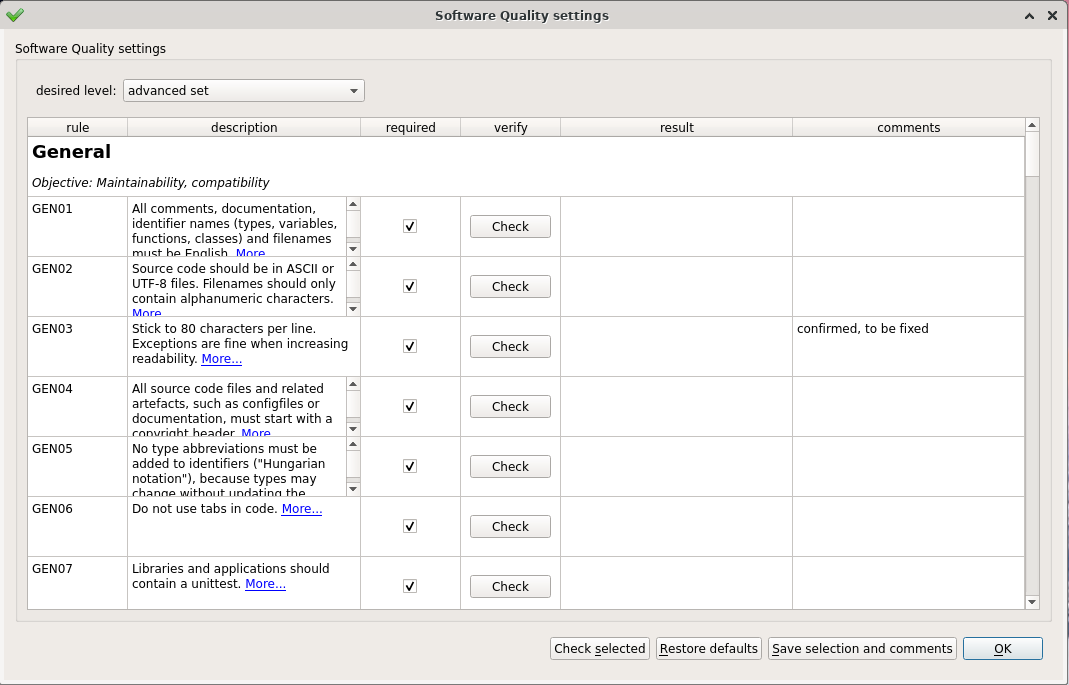 Software Quality settings
Software Quality settings
desired level: advanced set
rule description required verify result comments
General
Objective: Maintainability, compatibility
GEN01
All comments, documentation,
identifier names (types, variables,
functions, classes) and filenames
must be English. More
Check
GEN02
Source code should be in ASCII or
UTF-8 files. Filenames should only
contain alphanumeric characters.
More
Check
GEN03
Stick to 80 characters per line.
Exceptions are fine when increasing
readability. More...
Check
confirmed, to be fixed
GEN04
All source code files and related
artefacts, such as configfiles or
documentation, must start with a
copyright header. More
Check
GEN05
No type abbreviations must be
added to identifiers ("Hungarian
notation"), because types may
change without updating the
Check
GEN06
Do not use tabs in code. More...
Check
GEN07
Libraries and applications should
contain a unittest. More...
Check
Check selected Restore defaults Save selection and comments OK